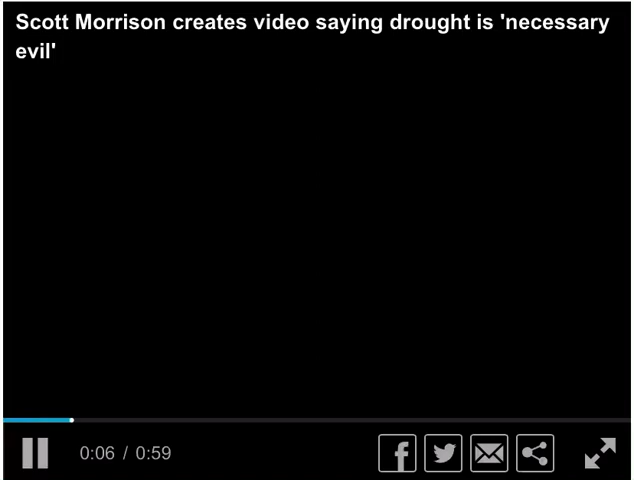 Scott Morrison creates video saying drought is 'necessary
evil'
0:06 / 0:59